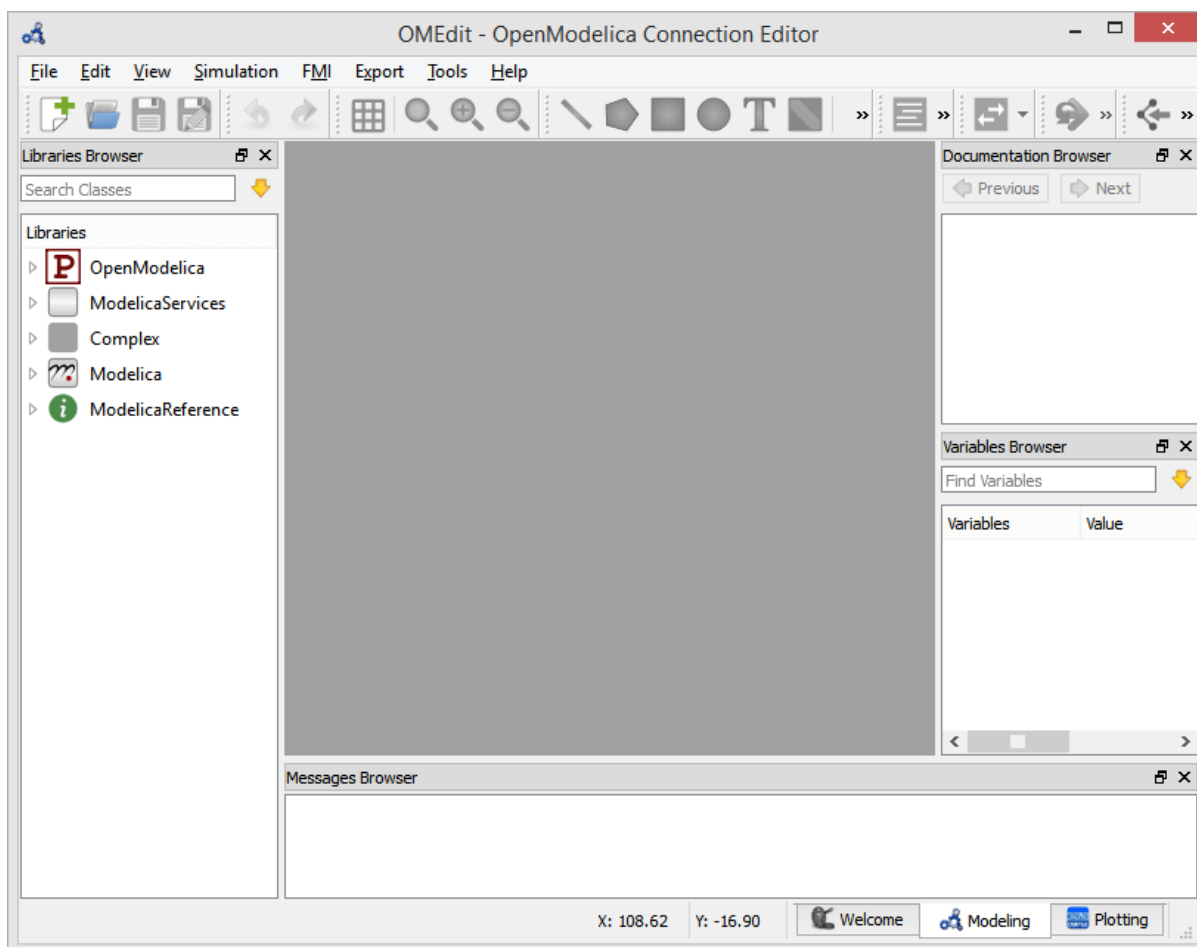 OMEdit - OpenModelica Connection Editor
File Edit View Simulation FMI Export Tools Help
T
Libraries Browser
Search Classes
Libraries
P OpenModelica
ModelicaServices
Complex
Modelica
i ModelicaReference
Documentation Browser
Previous Next
Variables Browser
Find Variables
Variables Value
Messages Browser
X: 108.62 Y: -16.90 Welcome Modeling Plotting